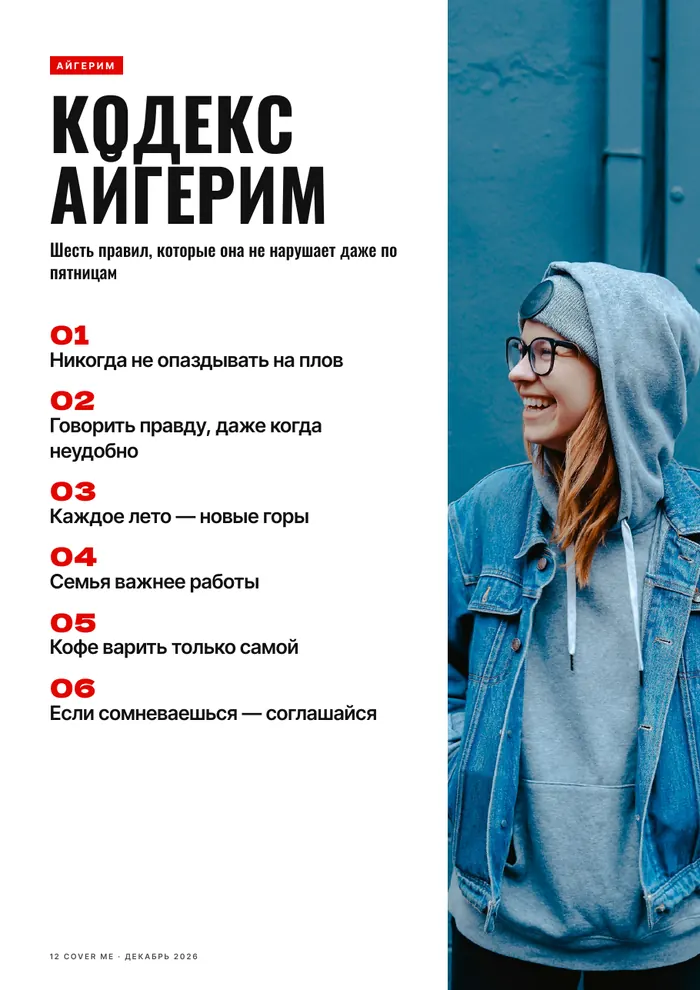 АЙГЕРИМ
КОДЕКС
АЙГЕРИМ
Шесть правил, которые она не нарушает даже по
пятницам
01
Никогда не опаздывать на плов
02
Говорить правду, даже когда
неудобно
03
Каждое лето — новые горы
04
Семья важнее работы
05
Кофе варить только самой
06
Если сомневаешься — соглашайся
12 COVER ME · ДЕКАБРЬ 2026